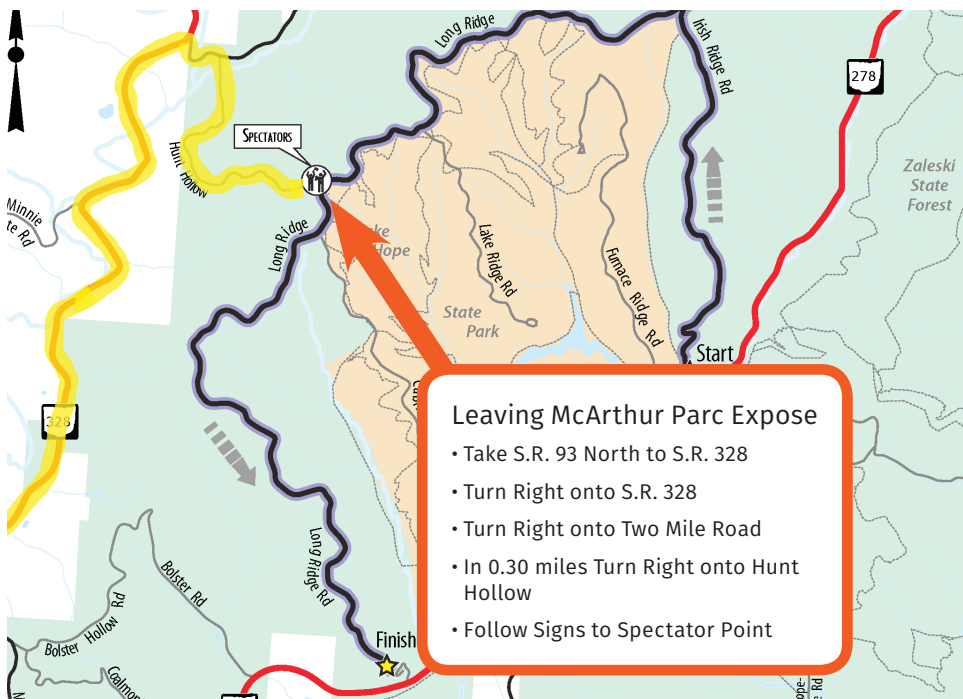 Long Ridge
Irish Ridge Rd
278
SPECTATORS
Hunt Hollow
Zaleski
State
Forest
Minnie
te Rd
Long Ridge
Hope
Lake Ridge Rd
Furnace Ridge Rd
State
Park
Start
328
Leaving McArthur Parc Expose
• Take S.R. 93 North to S.R. 328
• Turn Right onto S.R. 328
• Turn Right onto Two Mile Road
• In 0.30 miles Turn Right onto Hunt
Hollow
• Follow Signs to Spectator Point
Long Ridge Rd
Bolster Rd
Bolster Hollow Rd
Finish